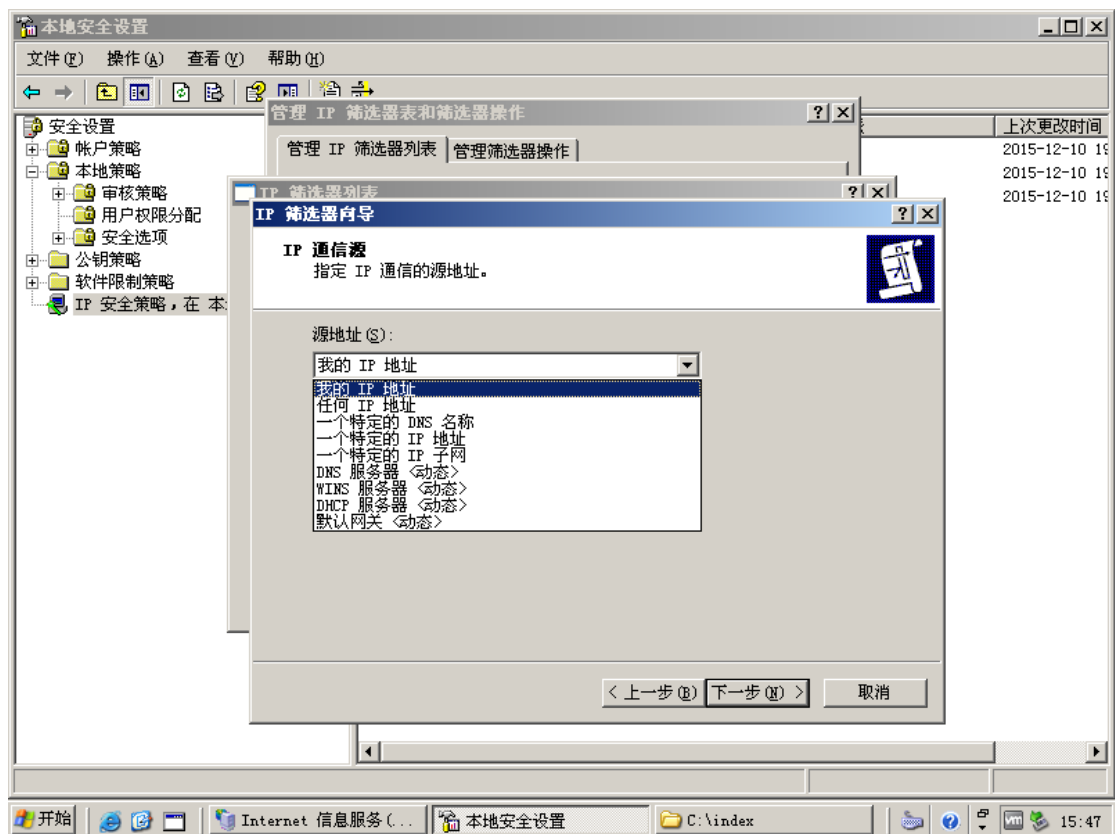 本地安全设置
文件(F) 操作(A) 查看(V) 帮助(H)
管理 IP 筛选器表和筛选器操作
安全设置
上次更改时间
帐户策略
管理 IP 筛选器列表 管理筛选器操作
2015-12-10 19
本地策略
2015-12-10 19
审核策略
IP 筛选器列表
2015-12-10 19
用户权限分配
IP 筛选器向导
安全选项
IP 通信源
公钥策略
指定 IP 通信的源地址。
软件限制策略
IP 安全策略，在 本
源地址(S):
我的 IP 地址
我的 IP 地址
任何 IP 地址
一个特定的 DNS 名称
一个特定的 IP 地址
一个特定的 IP 子网
DNS 服务器 <动态>
WINS 服务器 <动态>
DHCP 服务器 <动态>
默认网关 <动态>
< 上一步(B) 下一步(N) > 取消
开始 Internet 信息服务(... 本地安全设置 C:\index 15:47